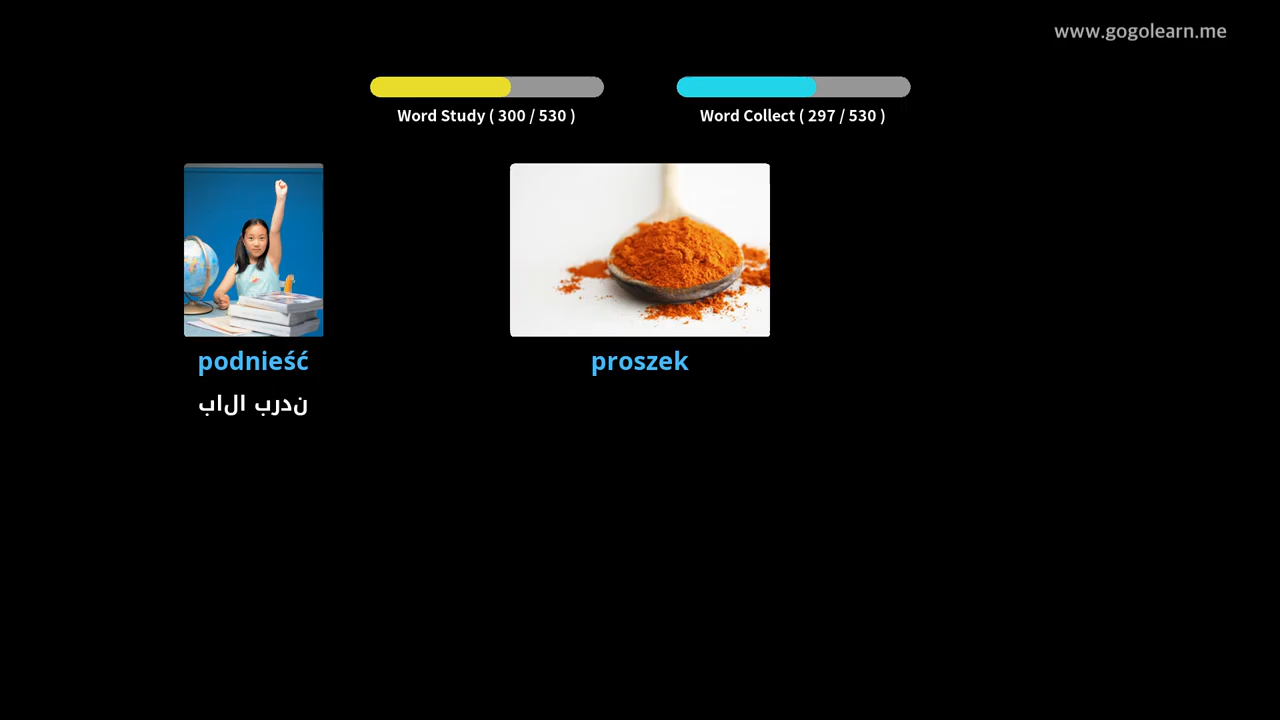 www.gogolearn.me
Word Study ( 300 / 530 )
Word Collect ( 297 / 530 )
podnieść
proszek
ندرب الاب